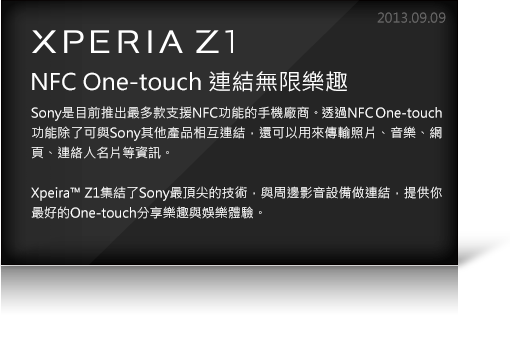 2013.09.09
XPERIA Z1
NFC One-touch 連結無限樂趣
Sony是目前推出最多款支援NFC功能的手機廠商。透過NFC One-touch
功能除了可與Sony其他產品相互連結，還可以用來傳輸照片、音樂、網
頁、連絡人名片等資訊。
Xpeira™ Z1集結了Sony最頂尖的技術，與周邊影音設備做連結，提供你
最好的One-touch分享樂趣與娛樂體驗。